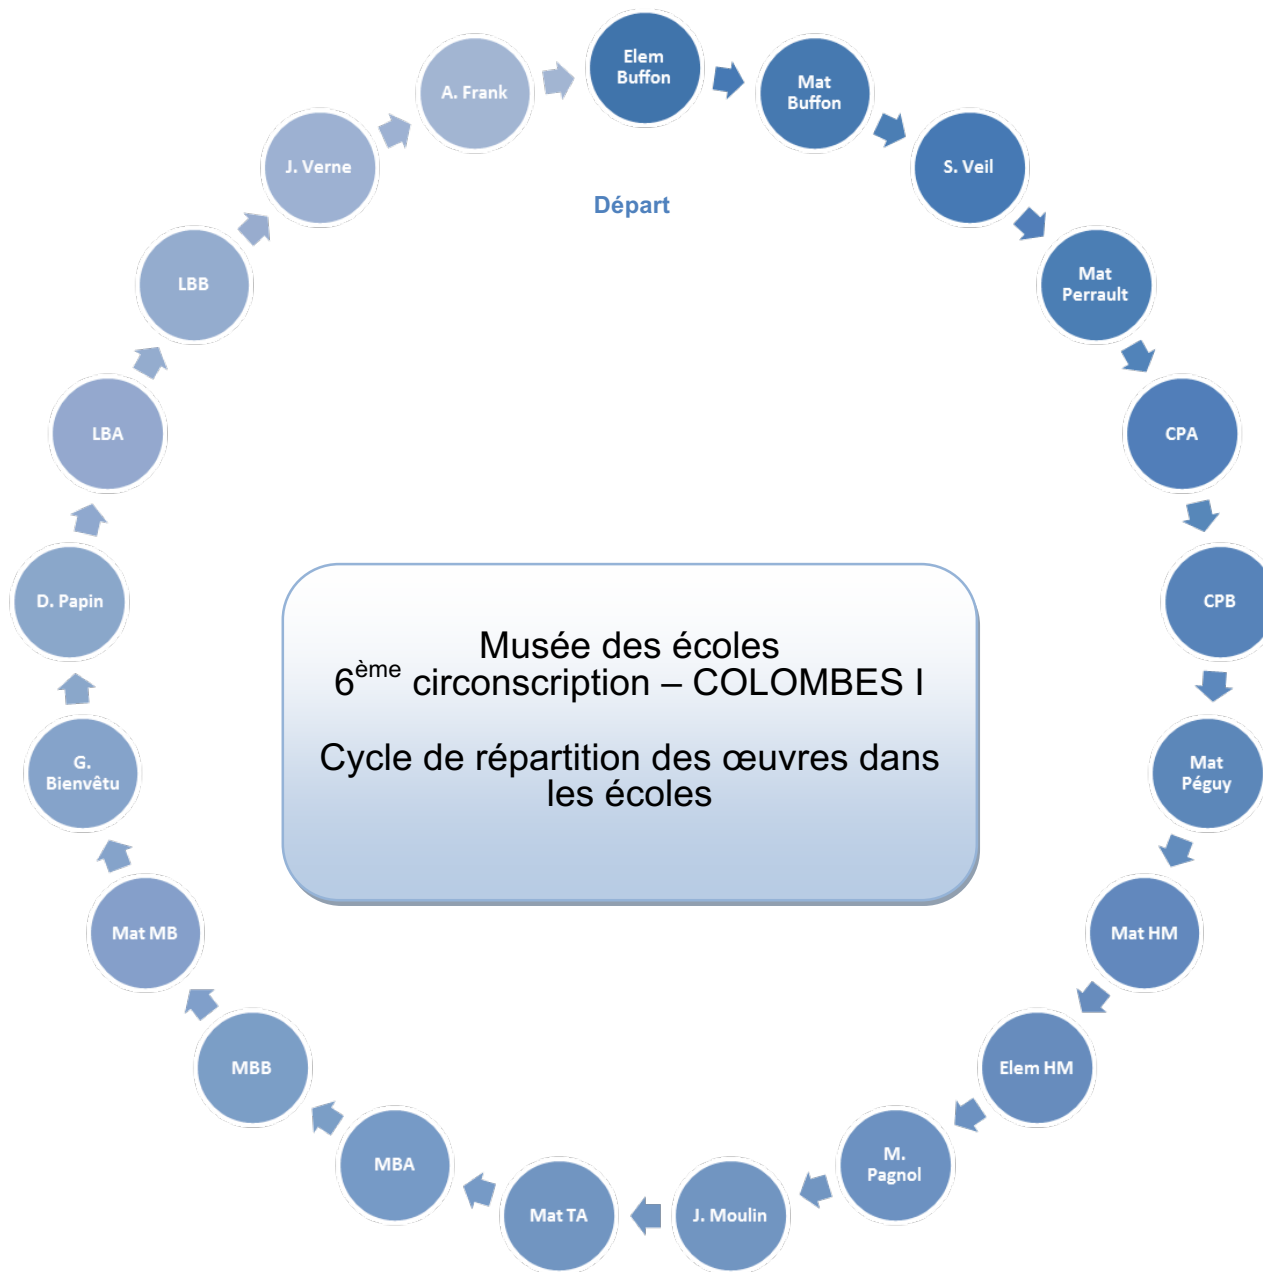 Elem
Buffon
Mat
Buffon
S. Veil
Mat
Perrault
CPA
CPB
Mat
Péguy
Mat HM
Elem HM
M.
Pagnol
J. Moulin
Mat TA
MBA
MBB
Mat MB
G.
Bienvêtu
D. Papin
LBA
LBB
J. Verne
A. Frank
Départ
Musée des écoles
6ème circonscription – COLOMBES I
Cycle de répartition des œuvres dans
les écoles